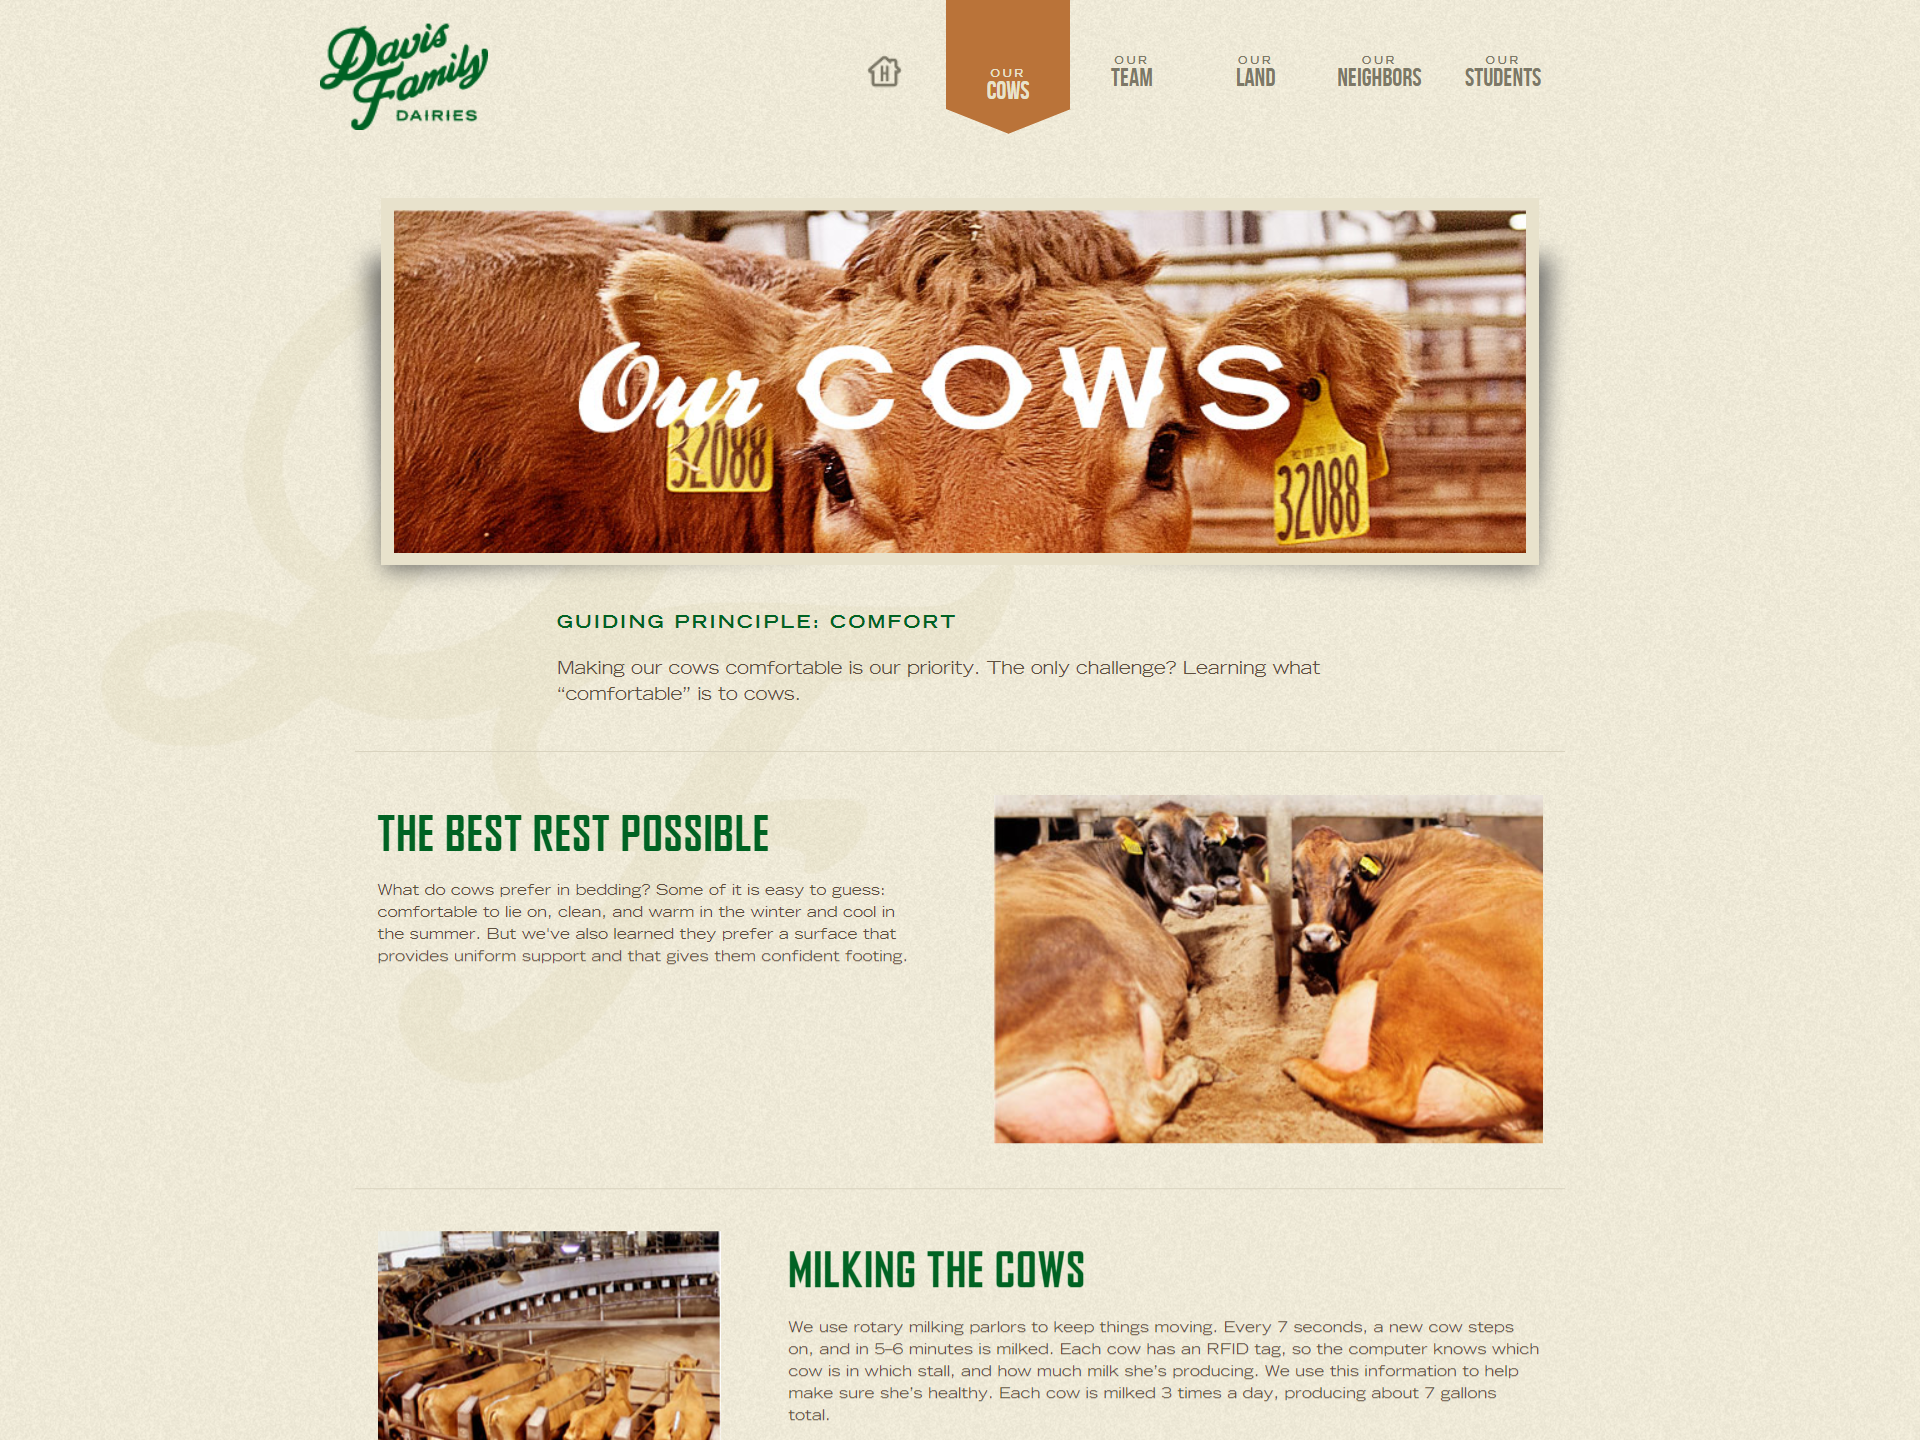 Davis
Family
DAIRIES
H
OUR
COWS
OUR
TEAM
OUR
LAND
OUR
NEIGHBORS
OUR
STUDENTS
Our COWS
32088
32088
GUIDING PRINCIPLE: COMFORT
Making our cows comfortable is our priority. The only challenge? Learning what
“comfortable” is to cows.
THE BEST REST POSSIBLE
What do cows prefer in bedding? Some of it is easy to guess:
comfortable to lie on, clean, and warm in the winter and cool in
the summer. But we've also learned they prefer a surface that
provides uniform support and that gives them confident footing.
MILKING THE COWS
We use rotary milking parlors to keep things moving. Every 7 seconds, a new cow steps
on, and in 5–6 minutes is milked. Each cow has an RFID tag, so the computer knows which
cow is in which stall, and how much milk she’s producing. We use this information to help
make sure she’s healthy. Each cow is milked 3 times a day, producing about 7 gallons
total.